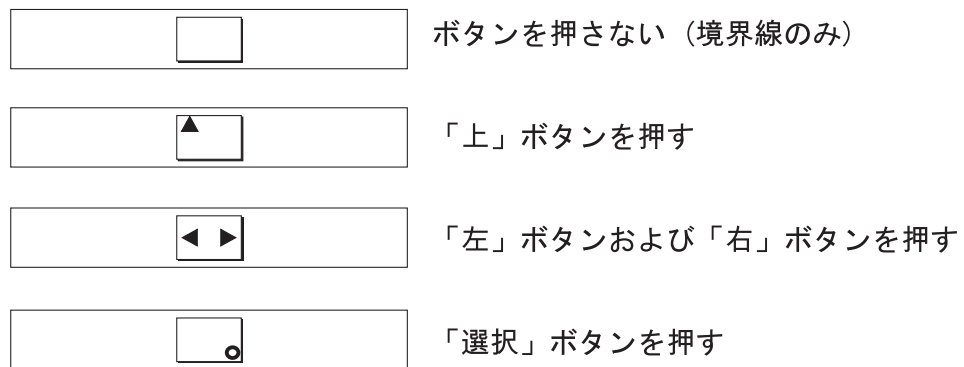 ボタンを押さない（境界線のみ）
「上」ボタンを押す
「左」ボタンおよび「右」ボタンを押す
「選択」ボタンを押す